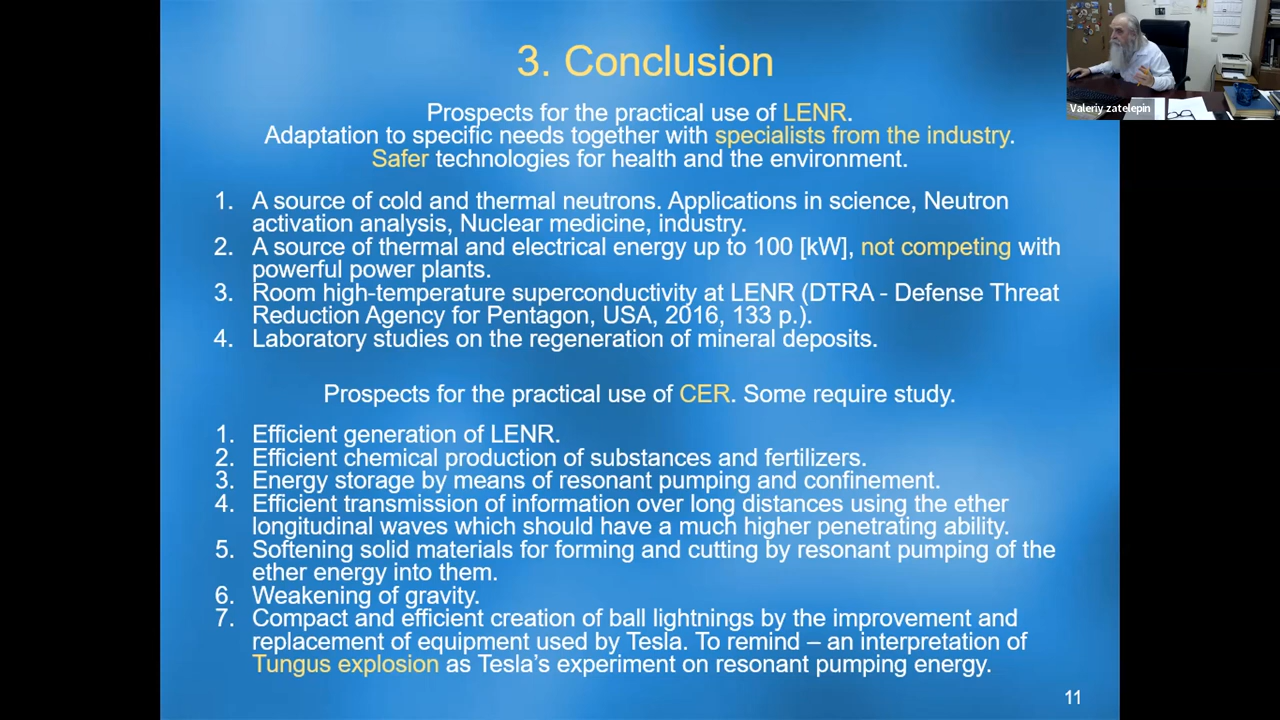 3. Conclusion
Valeriy zatelepin
Prospects for the practical use of LENR.
Adaptation to specific needs together with specialists from the industry.
Safer technologies for health and the environment.
1. A source of cold and thermal neutrons. Applications in science, Neutron
activation analysis, Nuclear medicine, industry.
2. A source of thermal and electrical energy up to 100 [kW], not competing with
powerful power plants.
3. Room high-temperature superconductivity at LENR (DTRA - Defense Threat
Reduction Agency for Pentagon, USA, 2016, 133 p.).
4. Laboratory studies on the regeneration of mineral deposits.
Prospects for the practical use of CER. Some require study.
1. Efficient generation of LENR.
2. Efficient chemical production of substances and fertilizers.
3. Energy storage by means of resonant pumping and confinement.
4. Efficient transmission of information over long distances using the ether
longitudinal waves which should have a much higher penetrating ability.
5. Softening solid materials for forming and cutting by resonant pumping of the
ether energy into them.
6. Weakening of gravity.
7. Compact and efficient creation of ball lightnings by the improvement and
replacement of equipment used by Tesla. To remind – an interpretation of
Tungus explosion as Tesla's experiment on resonant pumping energy.
11